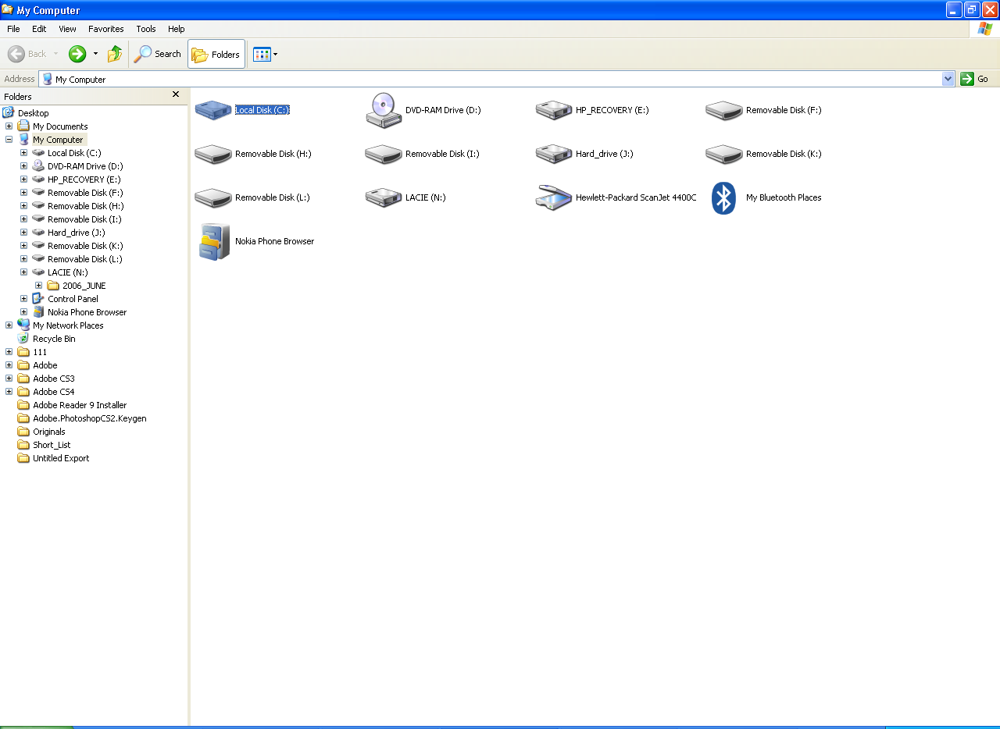 My Computer
File Edit View Favorites Tools Help
Back Search Folders
Address My Computer Go
Folders
Desktop
My Documents
My Computer
Local Disk (C:)
DVD-RAM Drive (D:)
HP_RECOVERY (E:)
Removable Disk (F:)
Removable Disk (H:)
Removable Disk (I:)
Hard_drive (J:)
Removable Disk (K:)
Removable Disk (L:)
LACIE (N:)
2006_JUNE
Control Panel
Nokia Phone Browser
My Network Places
Recycle Bin
111
Adobe
Adobe CS3
Adobe CS4
Adobe Reader 9 Installer
Adobe.PhotoshopCS2.Keygen
Originals
Short_List
Untitled Export
Local Disk (C:) DVD-RAM Drive (D:) HP_RECOVERY (E:) Removable Disk (F:)
Removable Disk (H:) Removable Disk (I:) Hard_drive (J:) Removable Disk (K:)
Removable Disk (L:) LACIE (N:) Hewlett-Packard ScanJet 4400C My Bluetooth Places
Nokia Phone Browser